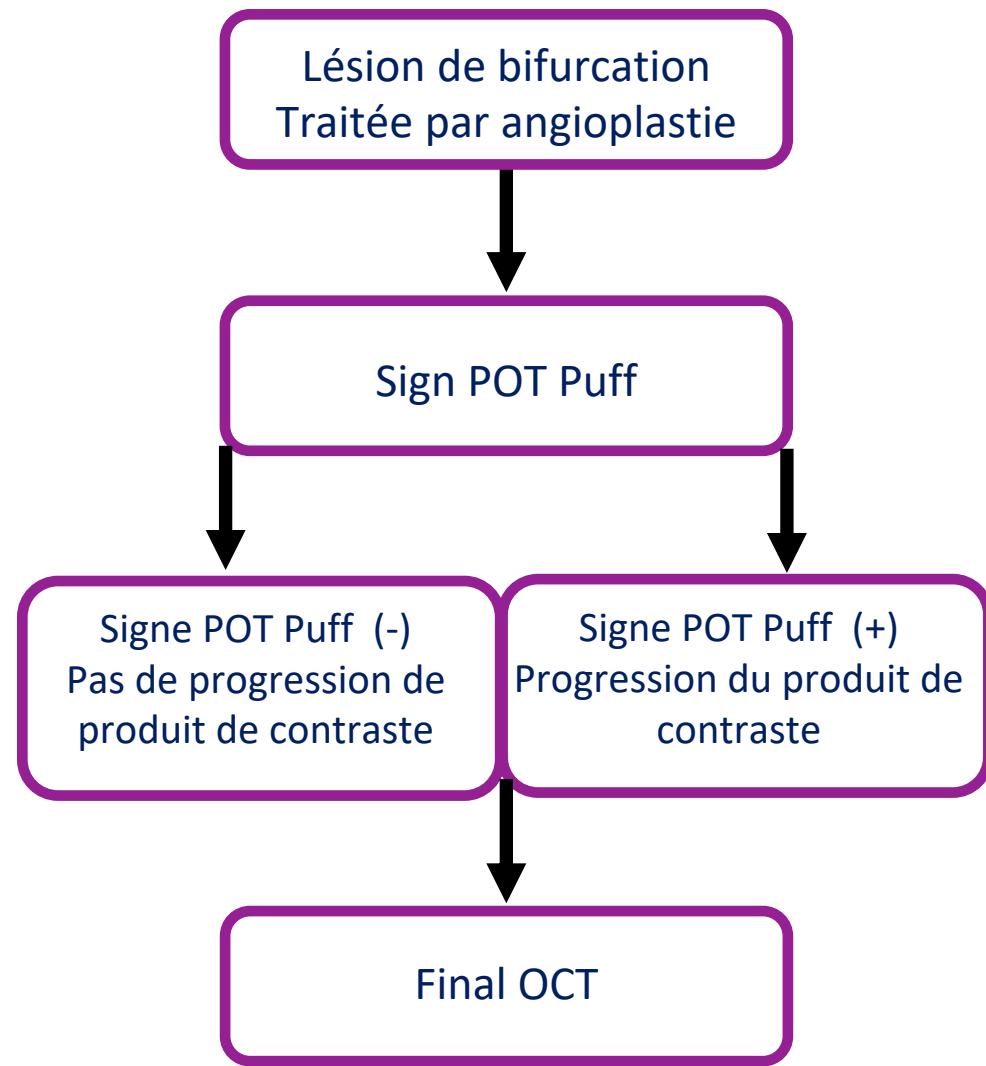 Lésion de bifurcation
Traitée par angioplastie
Sign POT Puff
Signe POT Puff (-)
Pas de progression de
produit de contraste
Signe POT Puff (+)
Progression du produit de
contraste
Final OCT